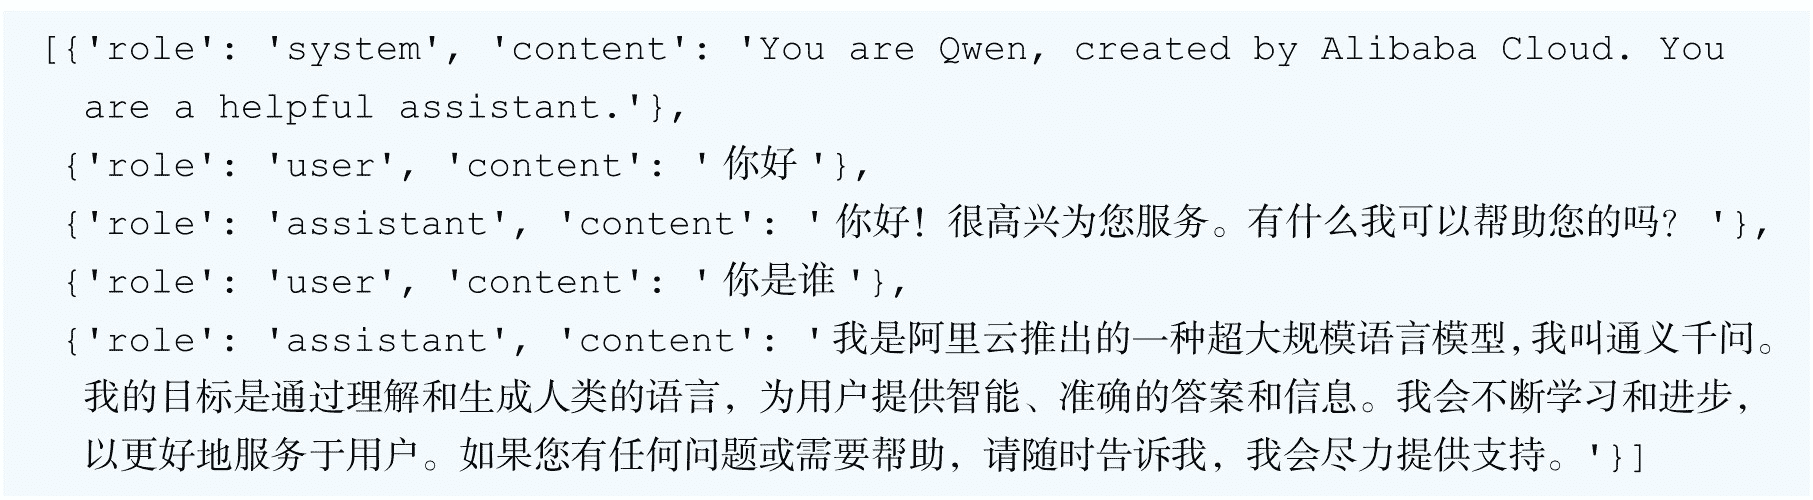 [{'role': 'system', 'content': 'You are Qwen, created by Alibaba Cloud. You
are a helpful assistant.'},
{'role': 'user', 'content': '你好'},
{'role': 'assistant', 'content': '你好！很高兴为您服务。有什么我可以帮助您的吗？'},
{'role': 'user', 'content': '你是谁'},
{'role': 'assistant', 'content': '我是阿里云推出的一种超大规模语言模型,我叫通义千问。
我的目标是通过理解和生成人类的语言，为用户提供智能、准确的答案和信息。我会不断学习和进步，
以更好地服务于用户。如果您有任何问题或需要帮助，请随时告诉我，我会尽力提供支持。'}]